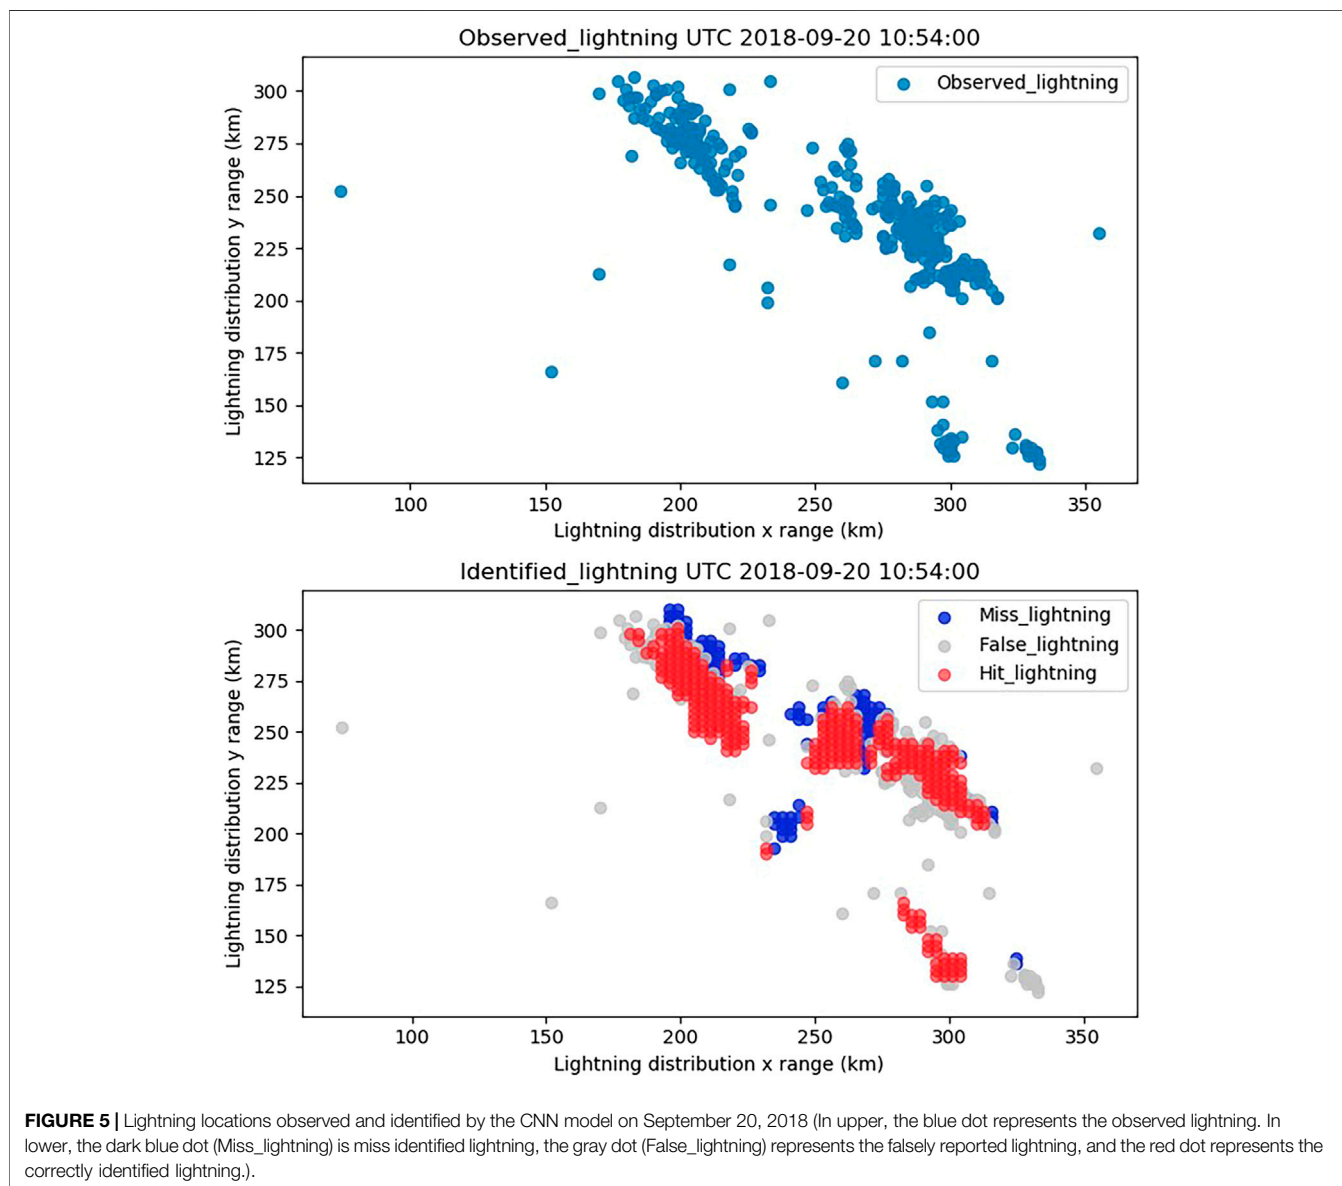 Observed_lightning UTC 2018-09-20 10:54:00
Observed_lightning
Lightning distribution y range (km)
300
275
250
225
200
175
150
125
100 150 200 250 300 350
Lightning distribution x range (km)
Identified_lightning UTC 2018-09-20 10:54:00
Miss_lightning
False_lightning
Hit_lightning
Lightning distribution y range (km)
300
275
250
225
200
175
150
125
100 150 200 250 300 350
Lightning distribution x range (km)
FIGURE 5 | Lightning locations observed and identified by the CNN model on September 20, 2018 (In upper, the blue dot represents the observed lightning. In
lower, the dark blue dot (Miss_lightning) is miss identified lightning, the gray dot (False_lightning) represents the falsely reported lightning, and the red dot represents the
correctly identified lightning.).